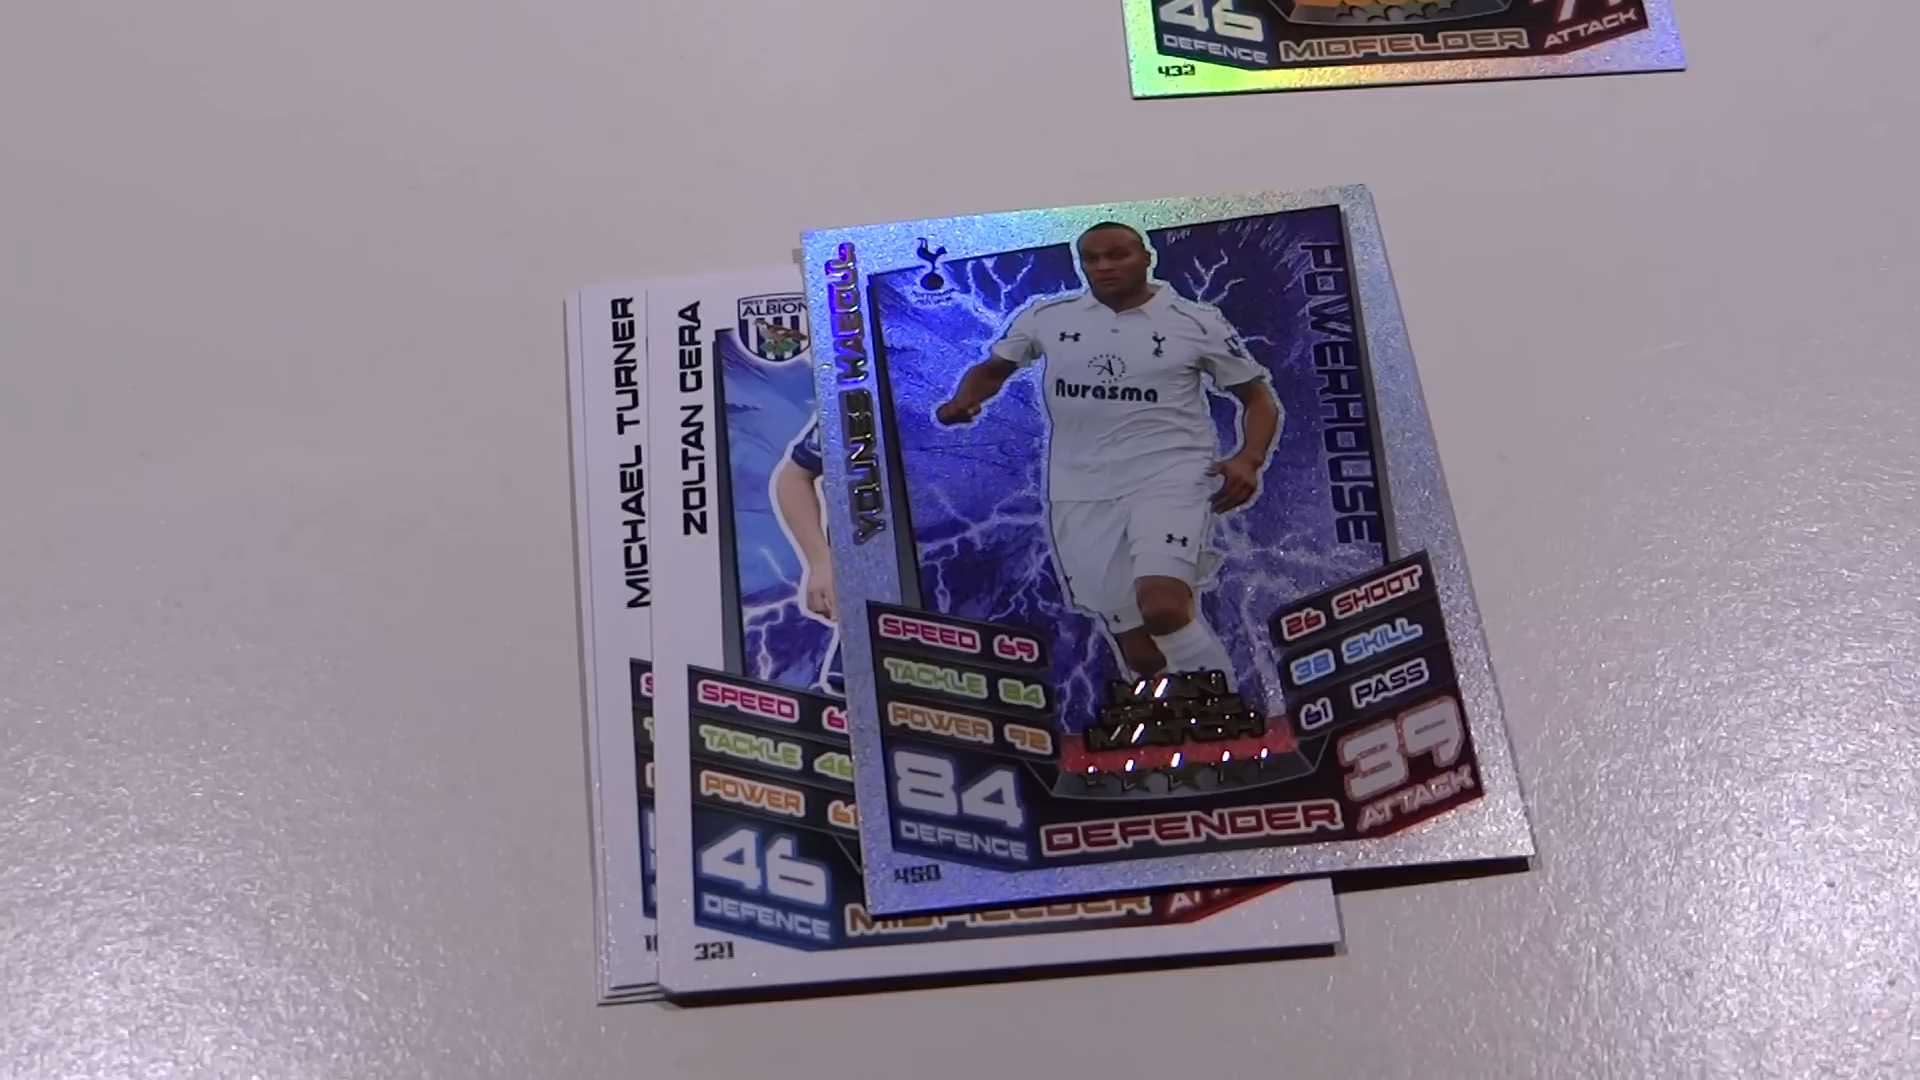 46
DEFENCE
MIDFIELDER
ATTACK
432
MICHAEL TURNER
ZOLTAN GERA
ALBION
SPEED
TACKLE 46
POWER
46
DEFENCE
MIDFIELDER
321
YOUNES KABOUL
POWERHOUSE
Aurasma
SPEED 69
TACKLE 84
POWER 92
26 SHOOT
38 SKILL
61 PASS
MAN
OF THE
MATCH
84
DEFENCE
DEFENDER
39
ATTACK
450